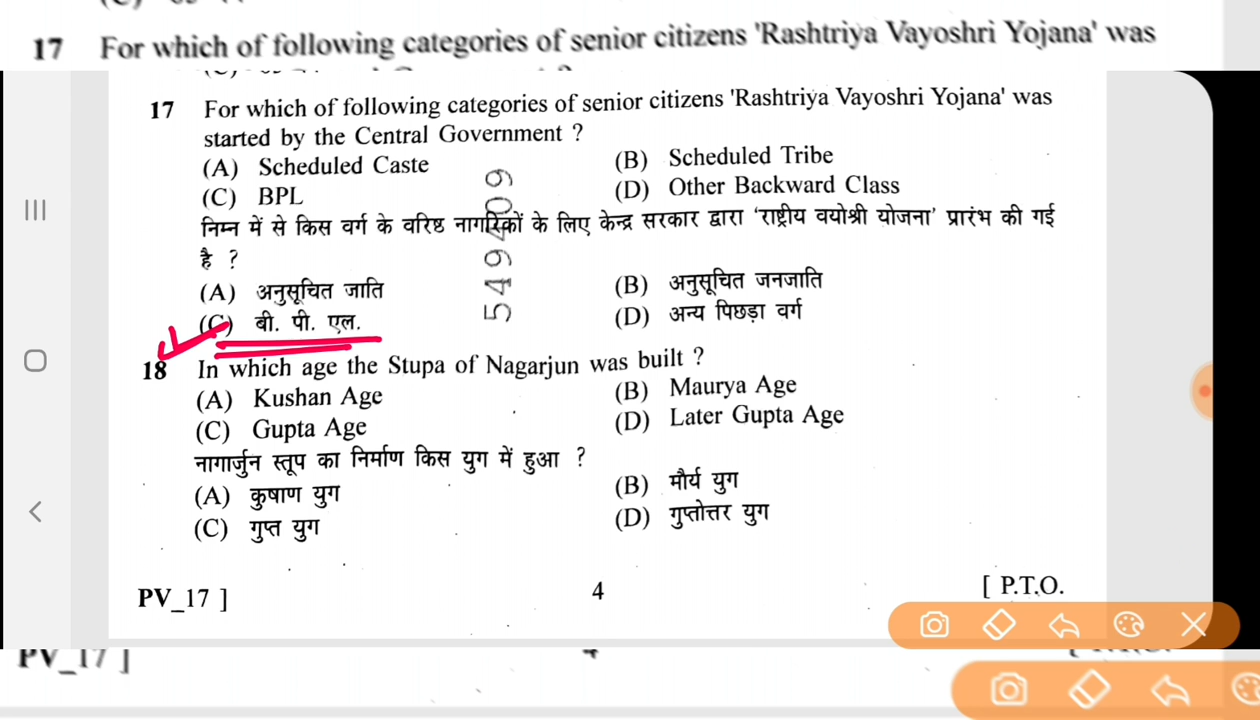 17 For which of following categories of senior citizens 'Rashtriya Vayoshri Yojana' was
17 For which of following categories of senior citizens 'Rashtriya Vayoshri Yojana' was
started by the Central Government ?
(A) Scheduled Caste (B) Scheduled Tribe
(C) BPL (D) Other Backward Class
निम्न में से किस वर्ग के वरिष्ठ नागरिकों के लिए केन्द्र सरकार द्वारा 'राष्ट्रीय वयोश्री योजना' प्रारंभ की गई
है ?
(A) अनुसूचित जाति (B) अनुसूचित जनजाति
(C) बी. पी. एल. (D) अन्य पिछड़ा वर्ग
549409
18 In which age the Stupa of Nagarjun was built ?
(A) Kushan Age (B) Maurya Age
(C) Gupta Age (D) Later Gupta Age
नागार्जुन स्तूप का निर्माण किस युग में हुआ ?
(A) कुषाण युग (B) मौर्य युग
(C) गुप्त युग (D) गुप्तोत्तर युग
PV_17 ] 4 [ P.T.O.
PV_17 ]